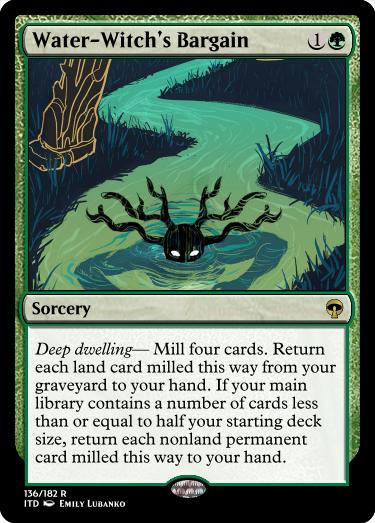 Water-Witch's Bargain 1
Sorcery
Deep dwelling— Mill four cards. Return
each land card milled this way from your
graveyard to your hand. If your main
library contains a number of cards less
than or equal to half your starting deck
size, return each nonland permanent
card milled this way to your hand.
136/182 R
ITD EMILY LUBANKO